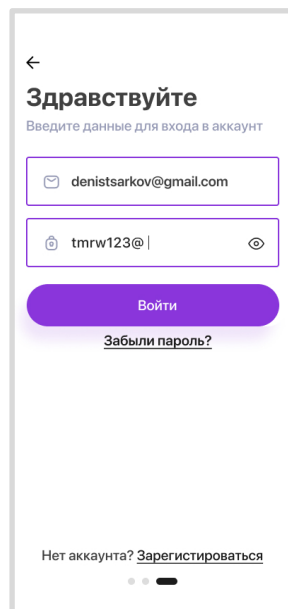 Здравствуйте
Введите данные для входа в аккаунт
denistsarkov@gmail.com
tmrw123@
Войти
Забыли пароль?
Нет аккаунта? Зарегистироваться